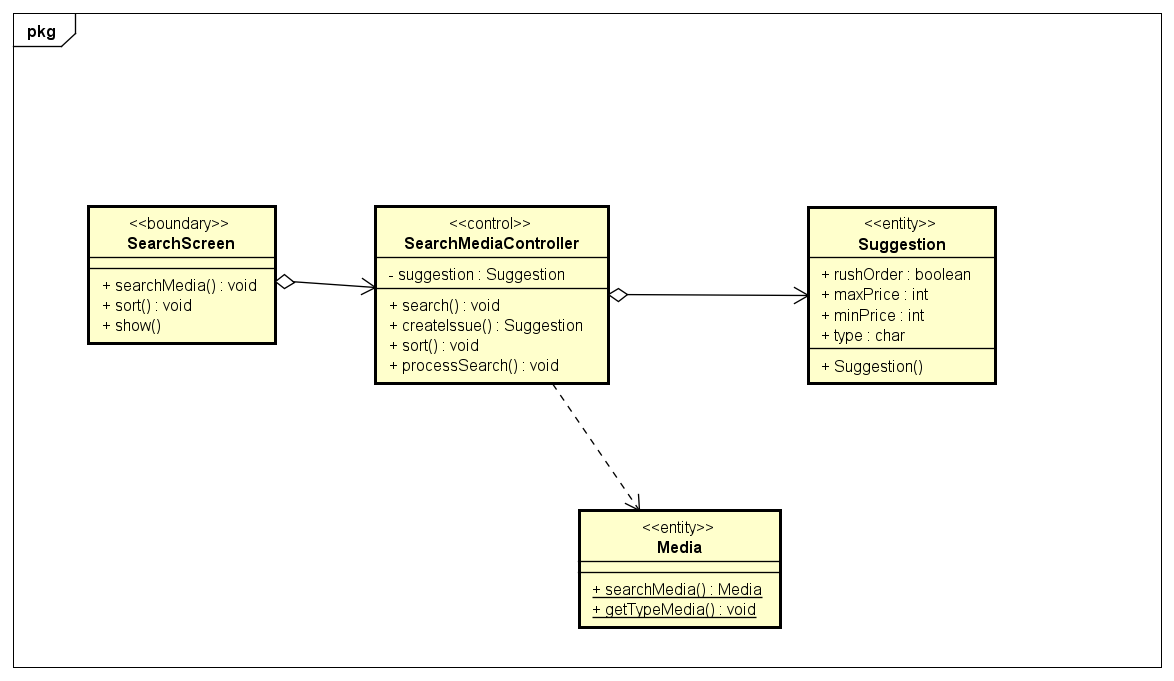 pkg
<<boundary>>
SearchScreen
+ searchMedia() : void
+ sort() : void
+ show()
<<control>>
SearchMediaController
- suggestion : Suggestion
+ search() : void
+ createIssue() : Suggestion
+ sort() : void
+ processSearch() : void
<<entity>>
Suggestion
+ rushOrder : boolean
+ maxPrice : int
+ minPrice : int
+ type : char
+ Suggestion()
<<entity>>
Media
+ searchMedia() : Media
+ getTypeMedia() : void